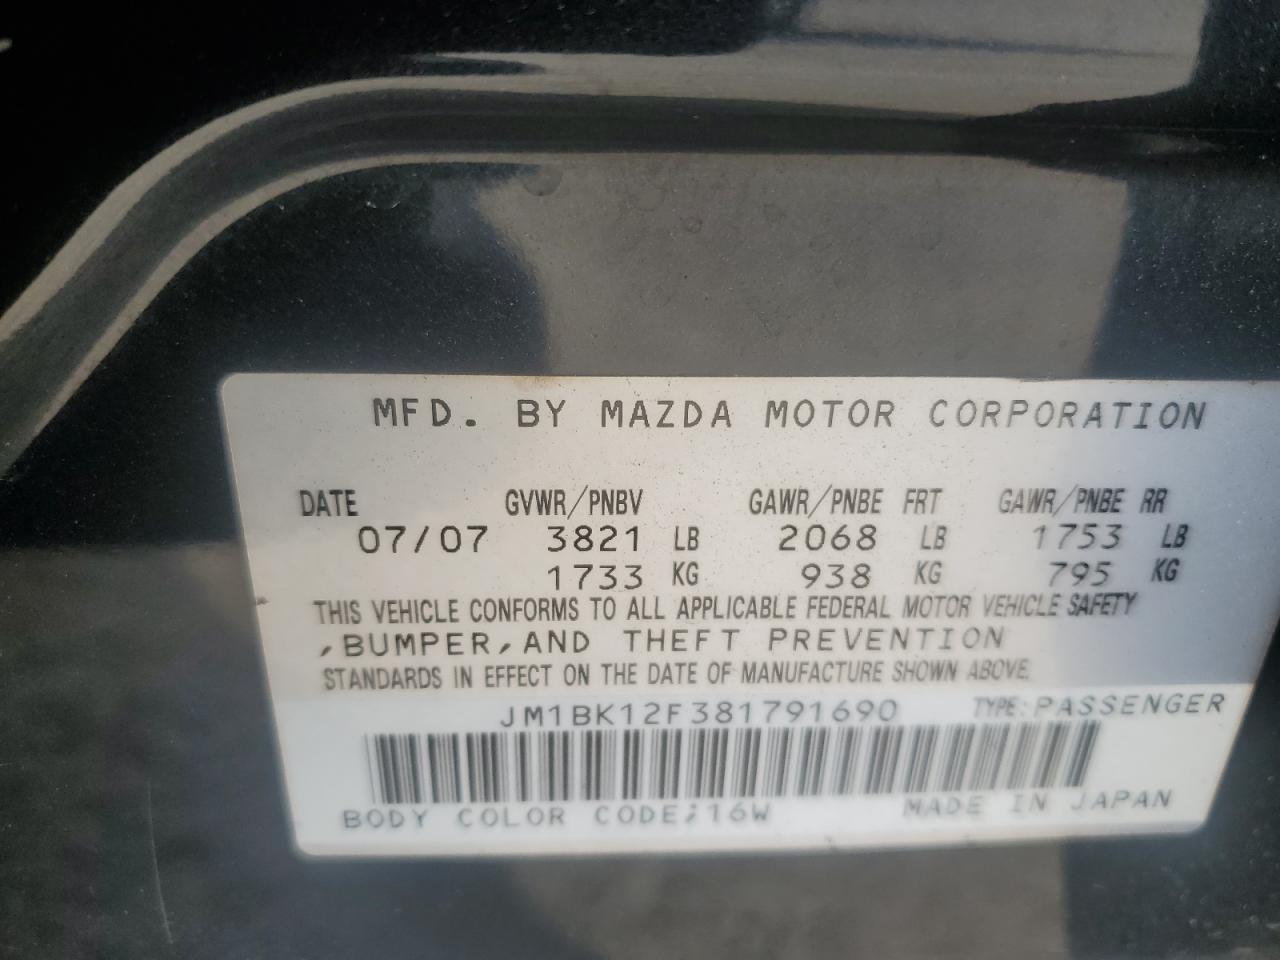 MFD. BY MAZDA MOTOR CORPORATION
DATE GVWR/PNBV GAWR/PNBE FRT GAWR/PNBE RR
07/07 3821 LB 2068 LB 1753 LB
1733 KG 938 KG 795 KG
THIS VEHICLE CONFORMS TO ALL APPLICABLE FEDERAL MOTOR VEHICLE SAFETY
,BUMPER,AND THEFT PREVENTION
STANDARDS IN EFFECT ON THE DATE OF MANUFACTURE SHOWN ABOVE.
JM1BK12F381791690 TYPE:PASSENGER
BODY COLOR CODE;16W MADE IN JAPAN